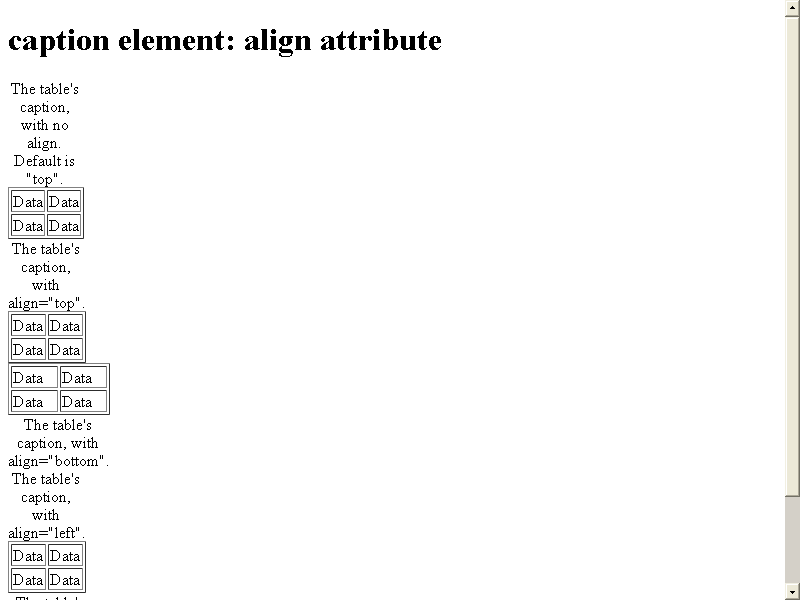 caption element: align attribute
The table's
caption,
with no
align.
Default is
"top".
Data Data
Data Data
The table's
caption,
with
align="top".
Data Data
Data Data
Data Data
Data Data
The table's
caption, with
align="bottom".
The table's
caption,
with
align="left".
Data Data
Data Data
The table's